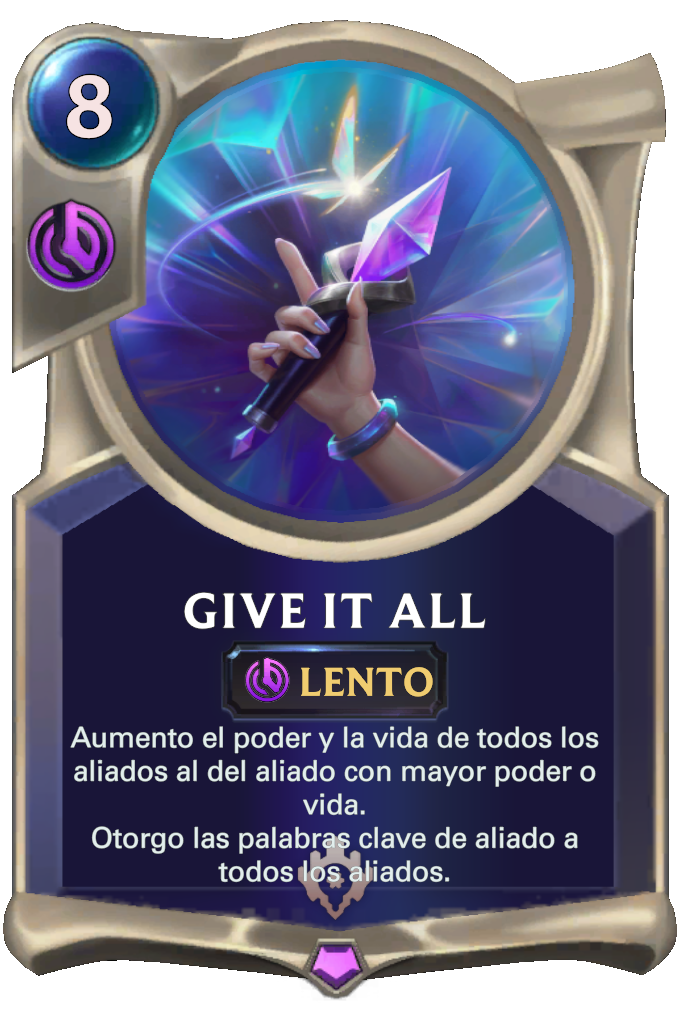 8
GIVE IT ALL
LENTO
Aumento el poder y la vida de todos los
aliados al del aliado con mayor poder o
vida.
Otorgo las palabras clave de aliado a
todos los aliados.